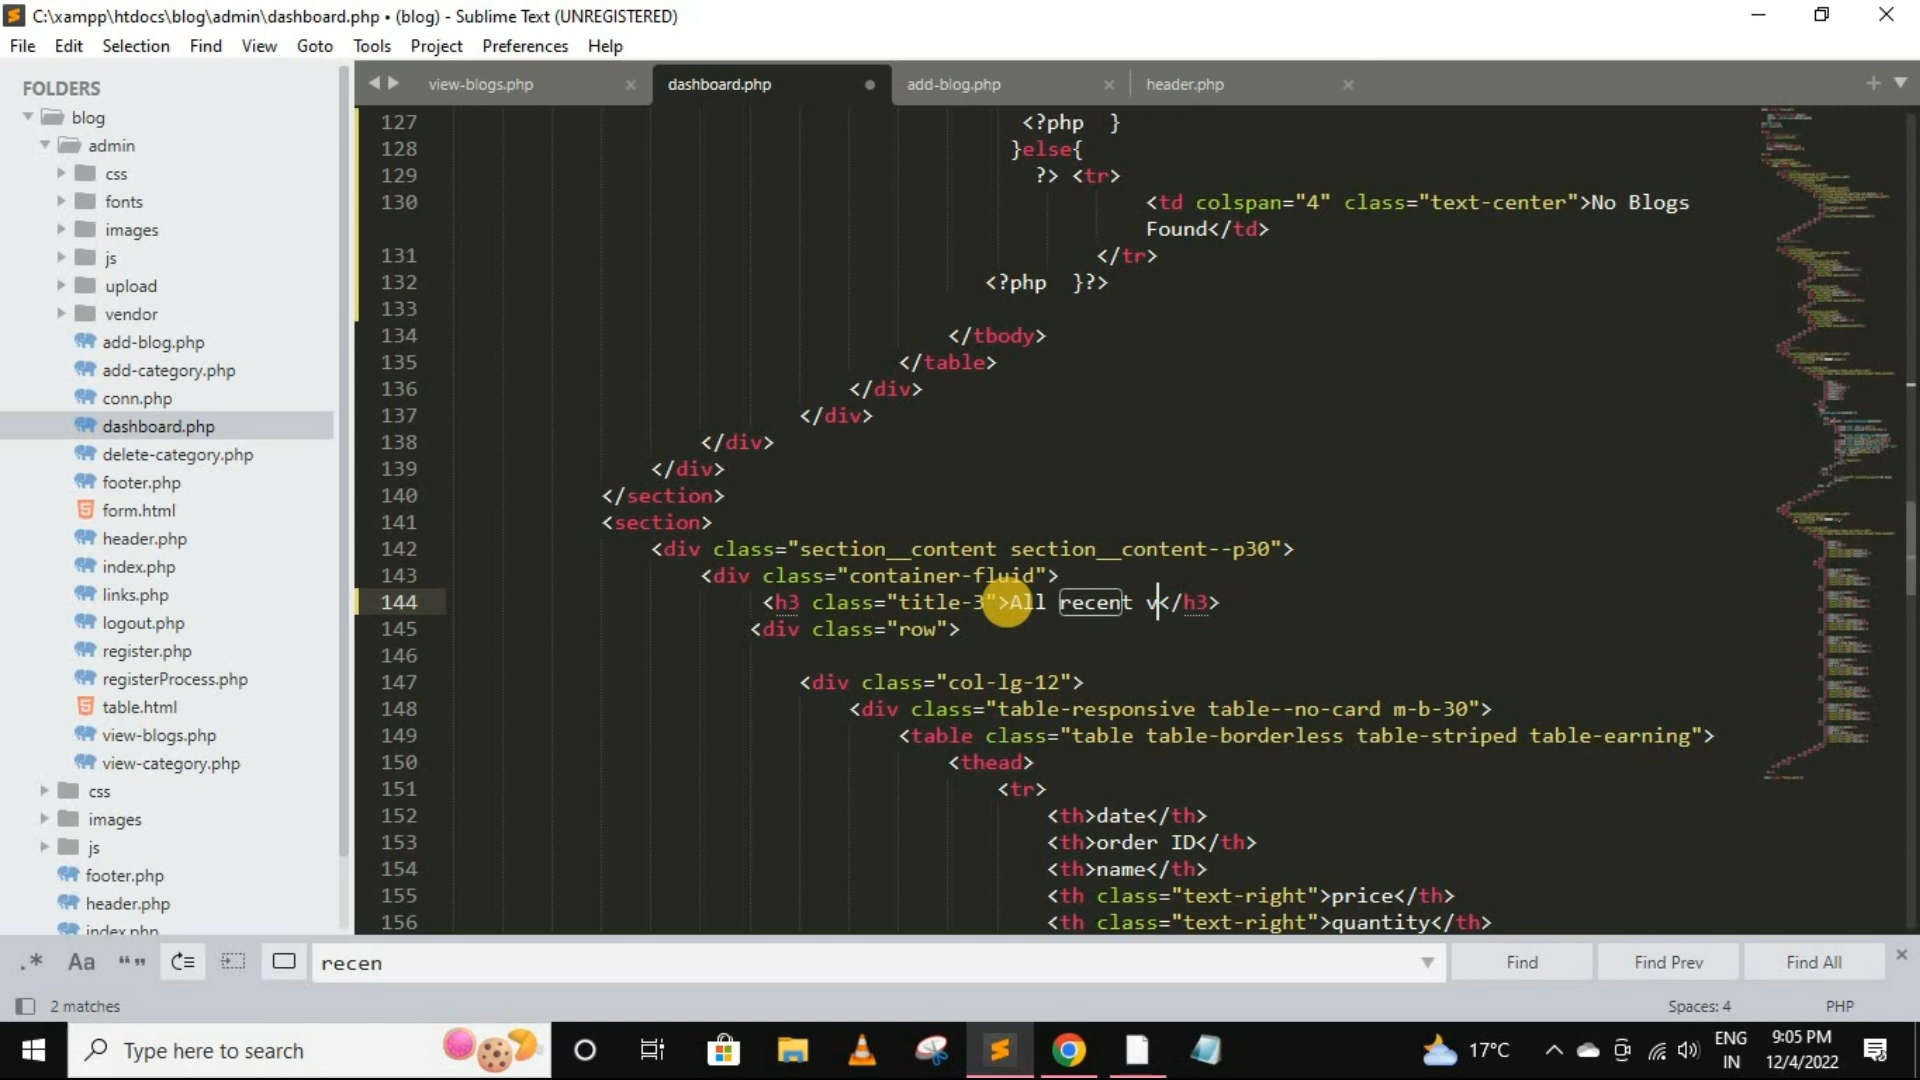 C:\xampp\htdocs\blog\admin\dashboard.php • (blog) - Sublime Text (UNREGISTERED)
File Edit Selection Find View Goto Tools Project Preferences Help
FOLDERS
blog
admin
css
fonts
images
js
upload
vendor
add-blog.php
add-category.php
conn.php
dashboard.php
delete-category.php
footer.php
form.html
header.php
index.php
links.php
logout.php
register.php
registerProcess.php
table.html
view-blogs.php
view-category.php
css
images
js
footer.php
header.php
index.php
view-blogs.php dashboard.php add-blog.php header.php
127 <?php }
128 }else{
129 ?> <tr>
130 <td colspan="4" class="text-center">No Blogs
Found</td>
131 </tr>
132 <?php }?>
133
134 </tbody>
135 </table>
136 </div>
137 </div>
138 </div>
139 </div>
140 </section>
141 <section>
142 <div class="section__content section__content--p30">
143 <div class="container-fluid">
144 <h3 class="title-3">All recent v</h3>
145 <div class="row">
146
147 <div class="col-lg-12">
148 <div class="table-responsive table--no-card m-b-30">
149 <table class="table table-borderless table-striped table-earning">
150 <thead>
151 <tr>
152 <th>date</th>
153 <th>order ID</th>
154 <th>name</th>
155 <th class="text-right">price</th>
156 <th class="text-right">quantity</th>
.* Aa “ ” recen Find Find Prev Find All
2 matches Spaces: 4 PHP
Type here to search 17°C ENG IN 9:05 PM 12/4/2022